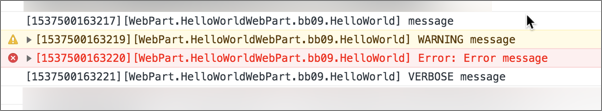 [1537500163217][WebPart.HelloWorldWebPart.bb09.HelloWorld] message
[1537500163219][WebPart.HelloWorldWebPart.bb09.HelloWorld] WARNING message
[1537500163220][WebPart.HelloWorldWebPart.bb09.HelloWorld] Error: Error message
[1537500163221][WebPart.HelloWorldWebPart.bb09.HelloWorld] VERBOSE message